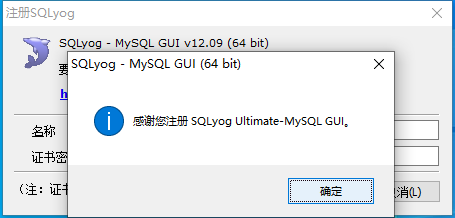 注册SQLyog
SQLyog - MySQL GUI v12.09 (64 bit)
SQLyog - MySQL GUI (64 bit)
感谢您注册 SQLyog Ultimate-MySQL GUI。
名称
证书密
确定
(注：证书
消(L)